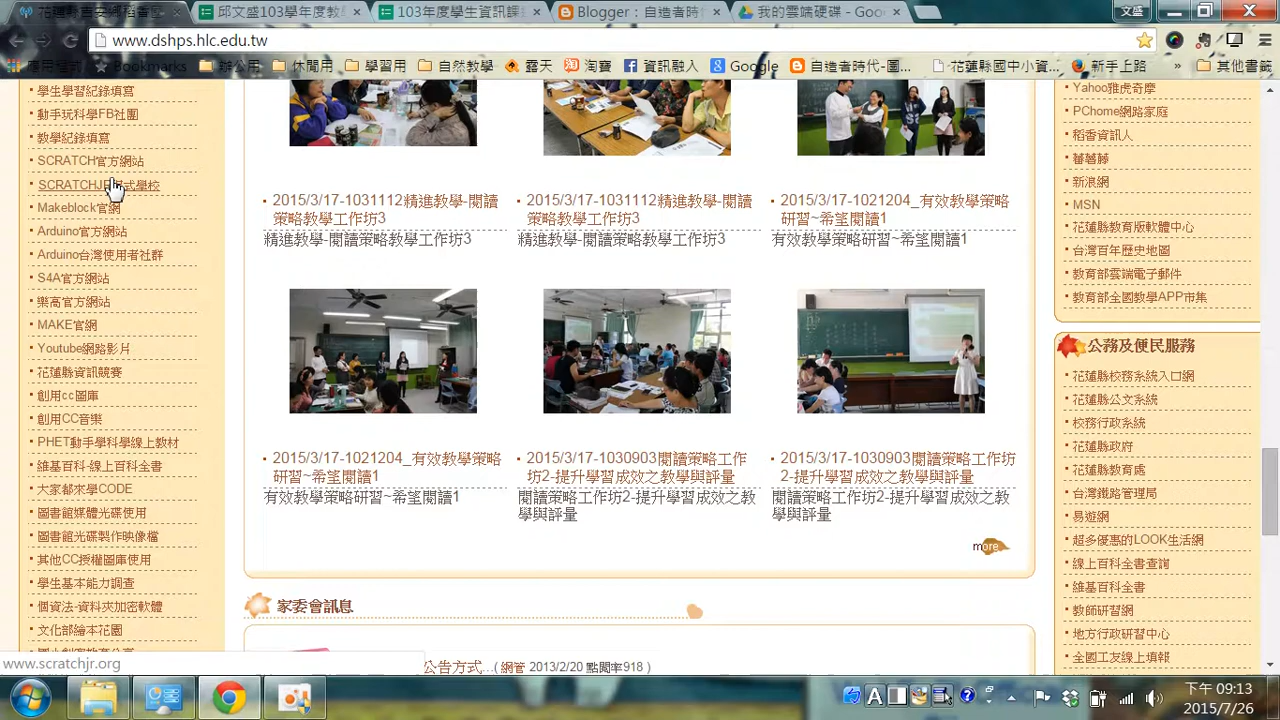 邱文盛103學年度教
103年度學生資訊課
Blogger：自造者時
我的雲端硬碟 - Goo
文盛
www.dshps.hlc.edu.tw
應用程式
Bookmarks
辦公用
休閒用
學習用
自然教學
露天
淘寶
資訊融入
Google
自造者時代-圖...
花蓮縣國中小資...
新手上路
»
其他書籤
學生學習紀錄填寫
動手玩科學FB社團
教學紀錄填寫
SCRATCH官方網站
Makeblock官網
Arduino官方網站
Arduino台灣使用者社群
S4A官方網站
樂高官方網站
MAKE官網
Youtube網路影片
花蓮縣資訊競賽
創用cc圖庫
創用CC音樂
PHET動手學科學線上教材
維基百科-線上百科全書
大家都來學CODE
圖書館媒體光碟使用
圖書館光碟製作映像檔
其他CC授權圖庫使用
學生基本能力調查
個資法-資料夾加密軟體
文化部繪本花園
www.scratchjr.org
2015/3/17-1031112精進教學-閱讀
策略教學工作坊3
精進教學-閱讀策略教學工作坊3
2015/3/17-1031112精進教學-閱讀
策略教學工作坊3
精進教學-閱讀策略教學工作坊3
2015/3/17-1021204_有效教學策略
研習~希望閱讀1
有效教學策略研習~希望閱讀1
2015/3/17-1021204_有效教學策略
研習~希望閱讀1
有效教學策略研習~希望閱讀1
2015/3/17-1030903閱讀策略工作
坊2-提升學習成效之教學與評量
閱讀策略工作坊2-提升學習成效之教
學與評量
2015/3/17-1030903閱讀策略工作坊
2-提升學習成效之教學與評量
閱讀策略工作坊2-提升學習成效之教
學與評量
more
家委會訊息
公告方式...( 網管 2013/2/20 點閱率918 )
Yahoo雅虎奇摩
PChome網路家庭
稻香資訊人
蕃薯藤
新浪網
MSN
花蓮縣教育版軟體中心
台灣百年歷史地圖
教育部雲端電子郵件
教育部全國教學APP市集
公務及便民服務
花蓮縣校務系統入口網
花蓮縣公文系統
校務行政系統
花蓮縣政府
花蓮縣教育處
台灣鐵路管理局
易遊網
超多優惠的LOOK生活網
線上百科全書查詢
維基百科全書
教師研習網
地方行政研習中心
全國工友線上填報
下午 09:13
2015/7/26